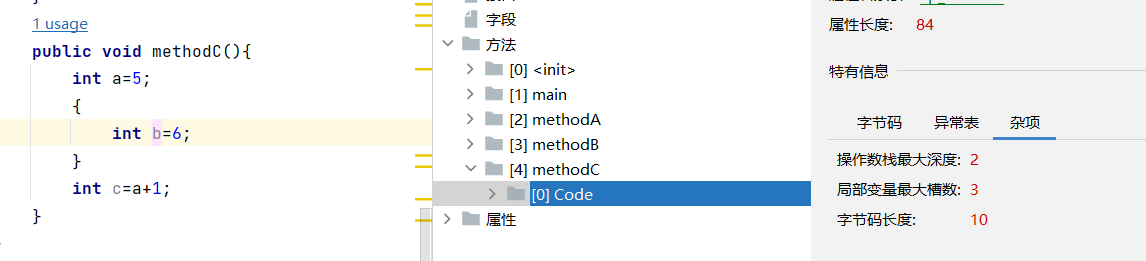 1 usage
public void methodC(){
int a=5;
{
int b=6;
}
int c=a+1;
}
字段
方法
[0] <init>
[1] main
[2] methodA
[3] methodB
[4] methodC
[0] Code
属性
属性长度: 84
特有信息
字节码 异常表 杂项
操作数栈最大深度: 2
局部变量最大槽数: 3
字节码长度: 10